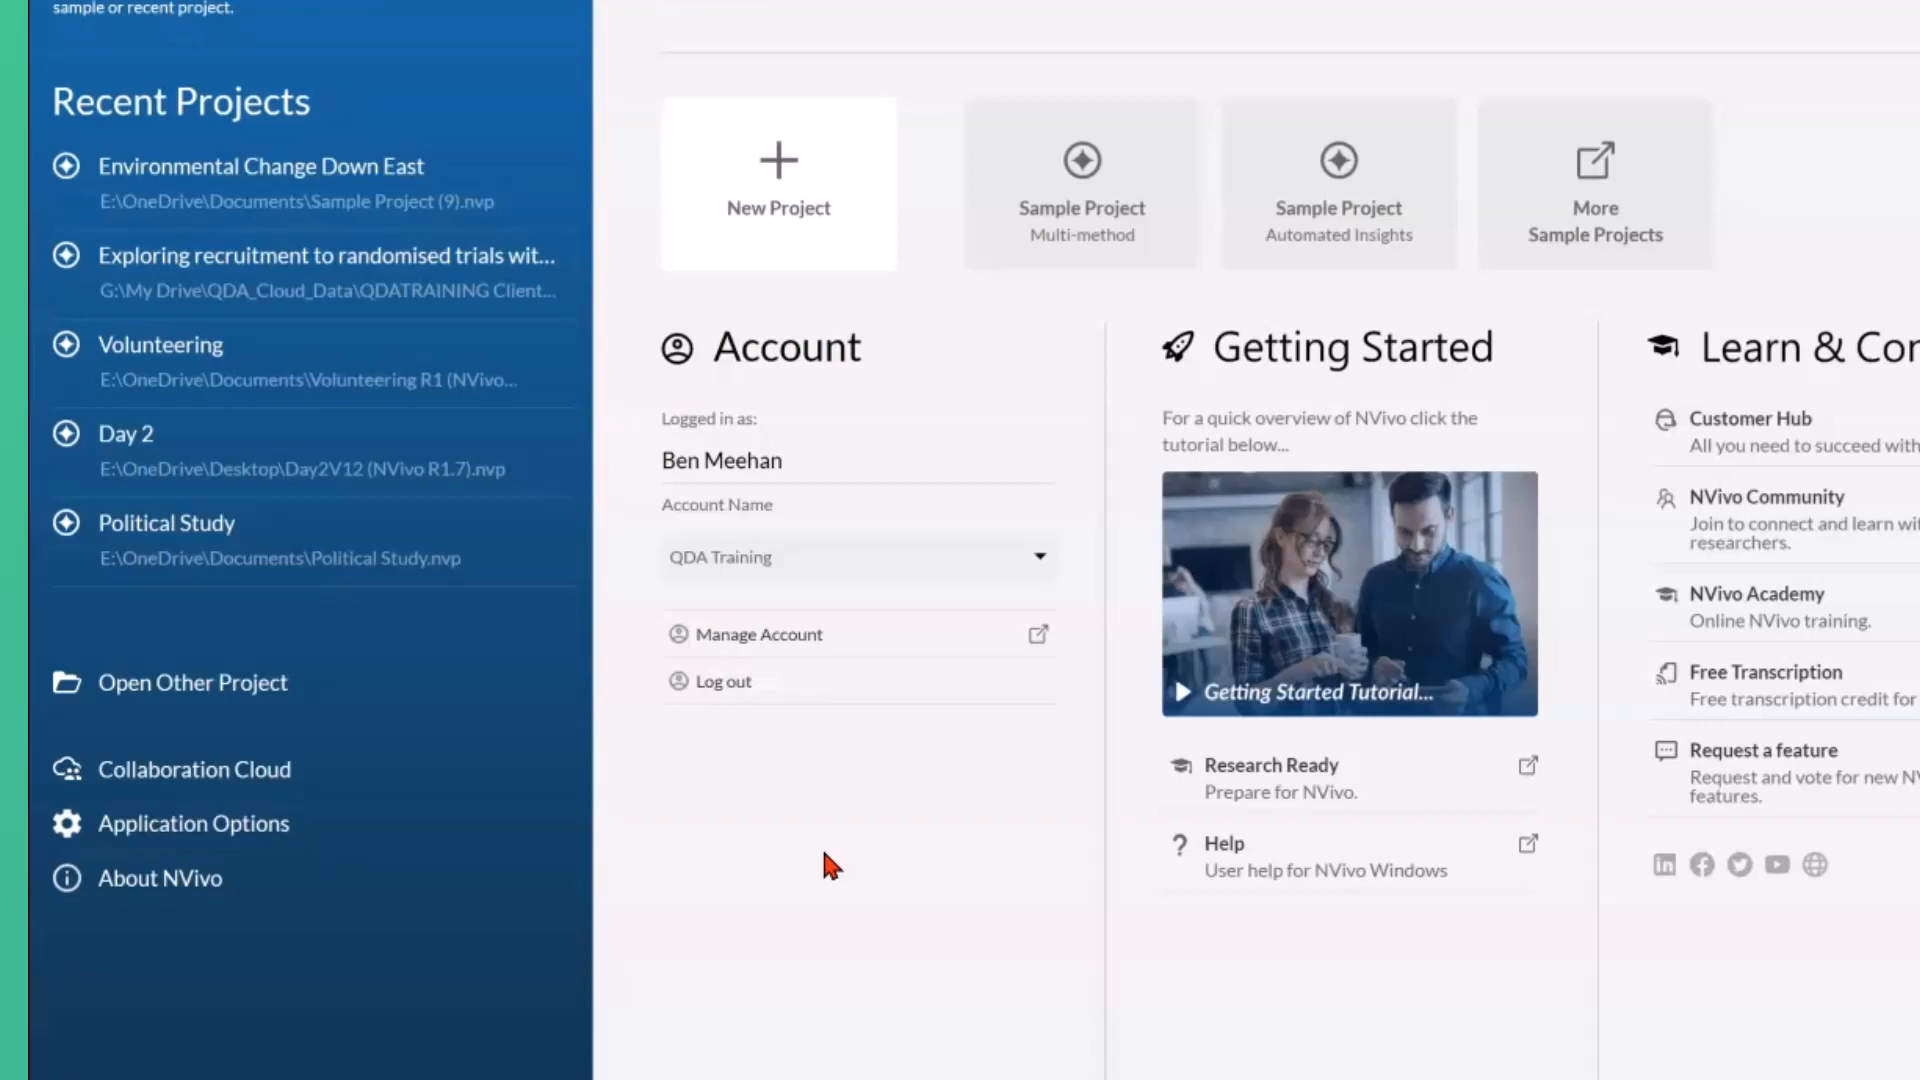 sample or recent project.
Recent Projects
Environmental Change Down East
E:\OneDrive\Documents\Sample Project (9).nvp
Exploring recruitment to randomised trials wit...
G:\My Drive\QDA_Cloud_Data\QDATRAINING Client...
Volunteering
E:\OneDrive\Documents\Volunteering R1 (NVivo...
Day 2
E:\OneDrive\Desktop\Day2V12 (NVivo R1.7).nvp
Political Study
E:\OneDrive\Documents\Political Study.nvp
Open Other Project
Collaboration Cloud
Application Options
About NVivo
New Project
Sample Project
Multi-method
Sample Project
Automated Insights
More
Sample Projects
Account
Logged in as:
Ben Meehan
Account Name
QDA Training
Manage Account
Log out
Getting Started
For a quick overview of NVivo click the
tutorial below...
Getting Started Tutorial...
Research Ready
Prepare for NVivo.
Help
User help for NVivo Windows
Learn & Con
Customer Hub
All you need to succeed with
NVivo Community
Join to connect and learn wit
researchers.
NVivo Academy
Online NVivo training.
Free Transcription
Free transcription credit for
Request a feature
Request and vote for new NV
features.